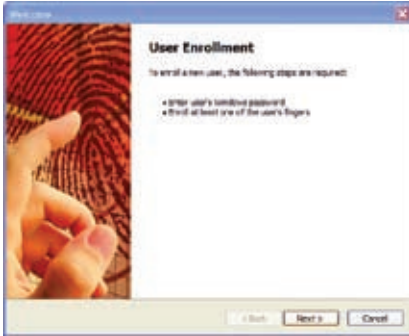 Welcome
User Enrollment
To enroll a new user, the following steps are required:
• Enter user's Windows password
• Enroll at least one of the user's fingers
< Back
Next >
Cancel